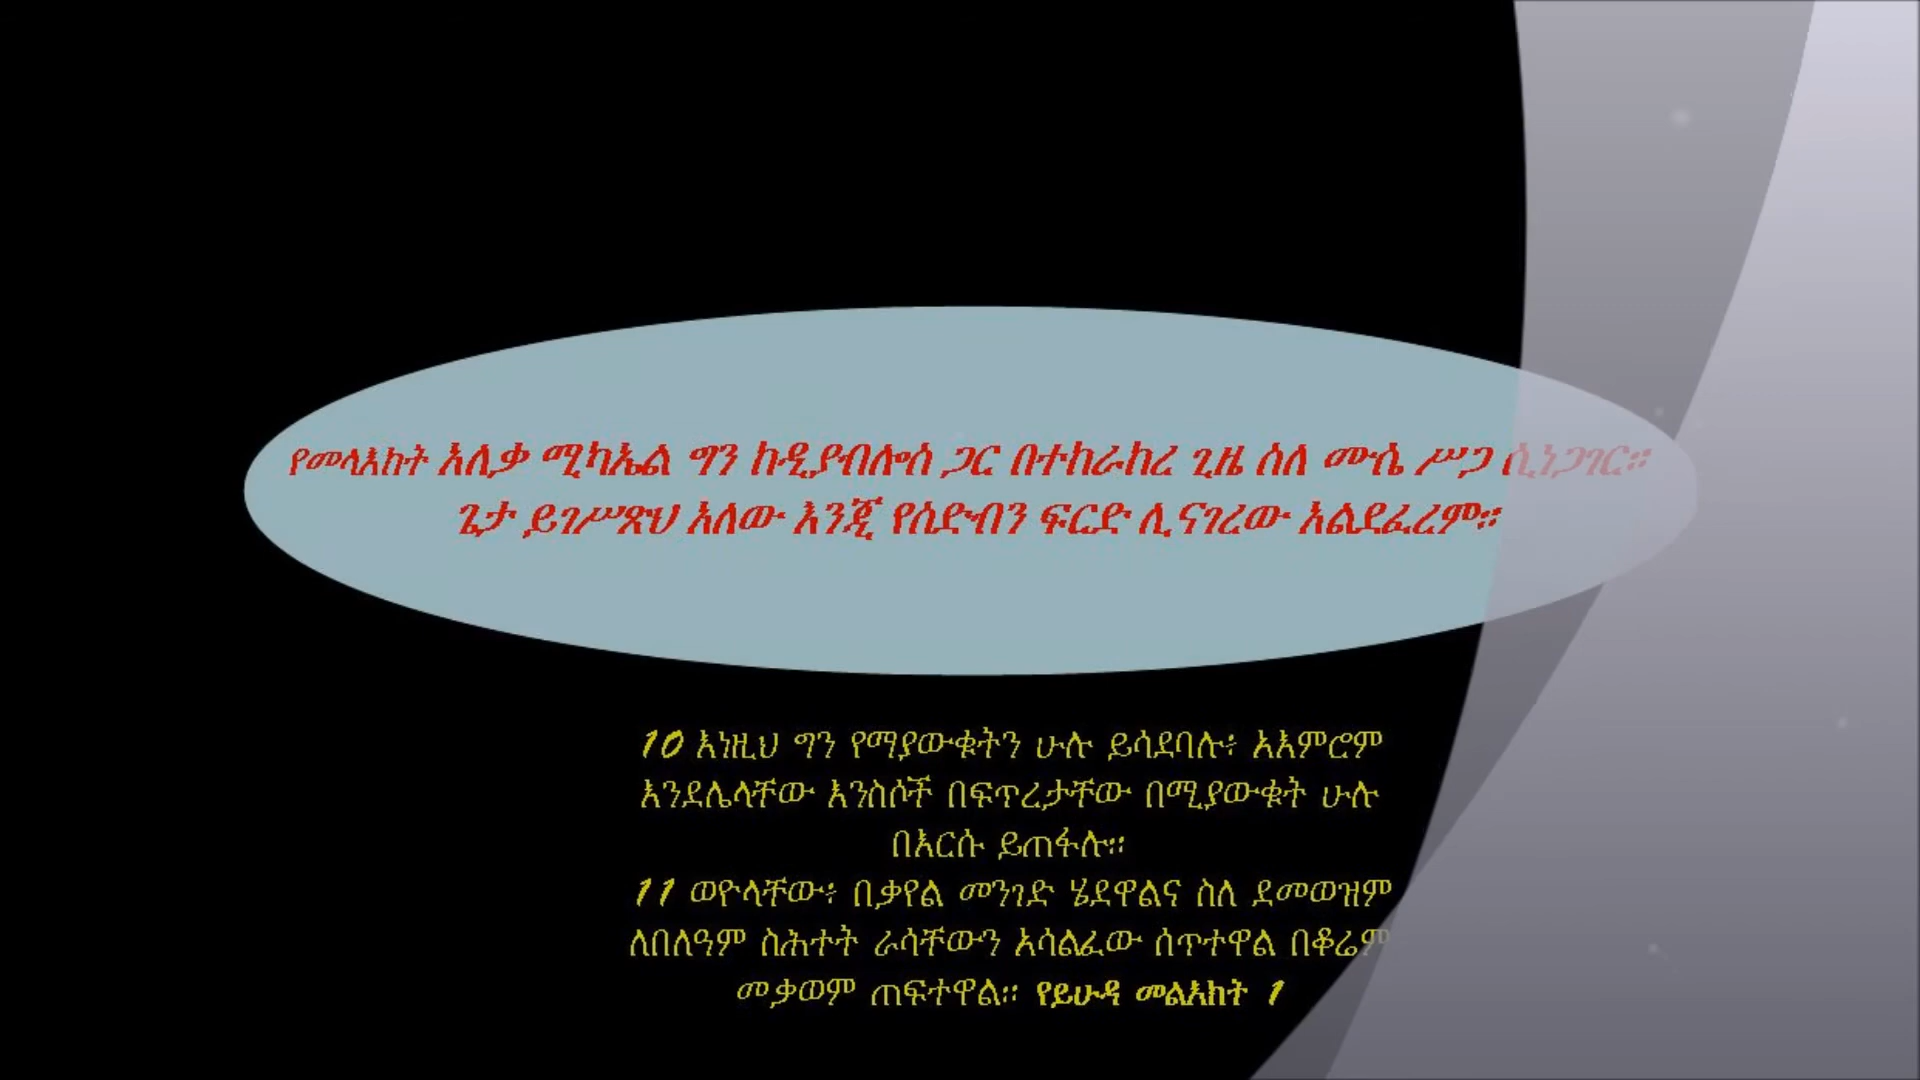 የመላእክት አለቃ ሚካኤል ግን ከዲያብሎስ ጋር በተከራከረ ጊዜ ስለ ሙሴ ሥጋ ሲነጋገር።
ጌታ ይገሥጽህ አለው እንጂ የስድብን ፍርድ ሊናገረው አልደፈረም።
10 እነዚህ ግን የማያውቁትን ሁሉ ይሳደባሉ፥ አእምሮም
እንደሌላቸው እንስሶች በፍጥረታቸው በሚያውቁት ሁሉ
በእርሱ ይጠፋሉ።
11 ወዮላቸው፥ በቃየል መንገድ ሄደዋልና ስለ ደመወዝም
ለበለዓም ስሕተት ራሳቸውን አሳልፈው ሰጥተዋል በቆሬም
መቃወም ጠፍተዋል። የይሁዳ መልእክት 1